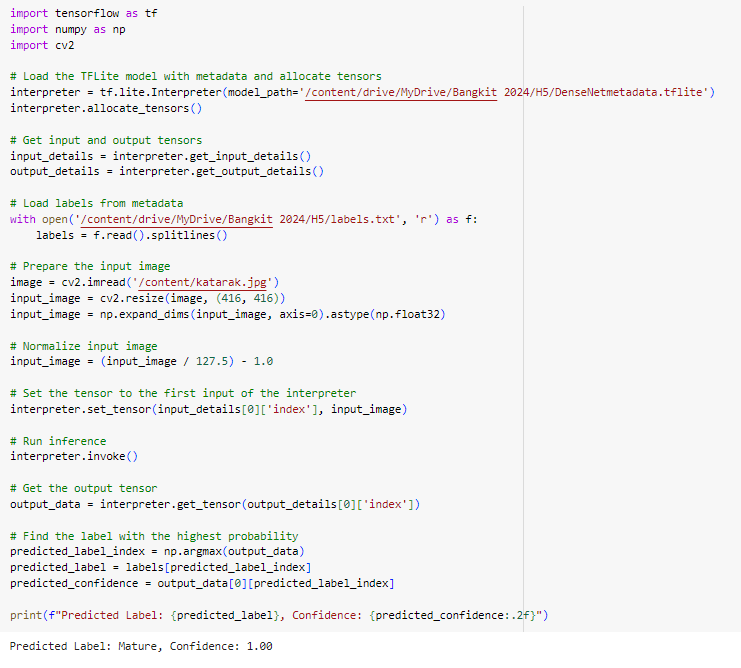 import tensorflow as tf
import numpy as np
import cv2
# Load the TFLite model with metadata and allocate tensors
interpreter = tf.lite.Interpreter(model_path='/content/drive/MyDrive/Bangkit 2024/H5/DenseNetmetadata.tflite')
interpreter.allocate_tensors()
# Get input and output tensors
input_details = interpreter.get_input_details()
output_details = interpreter.get_output_details()
# Load labels from metadata
with open('/content/drive/MyDrive/Bangkit 2024/H5/labels.txt', 'r') as f:
    labels = f.read().splitlines()
# Prepare the input image
image = cv2.imread('/content/katarak.jpg')
input_image = cv2.resize(image, (416, 416))
input_image = np.expand_dims(input_image, axis=0).astype(np.float32)
# Normalize input image
input_image = (input_image / 127.5) - 1.0
# Set the tensor to the first input of the interpreter
interpreter.set_tensor(input_details[0]['index'], input_image)
# Run inference
interpreter.invoke()
# Get the output tensor
output_data = interpreter.get_tensor(output_details[0]['index'])
# Find the label with the highest probability
predicted_label_index = np.argmax(output_data)
predicted_label = labels[predicted_label_index]
predicted_confidence = output_data[0][predicted_label_index]
print(f"Predicted Label: {predicted_label}, Confidence: {predicted_confidence:.2f}")
Predicted Label: Mature, Confidence: 1.00